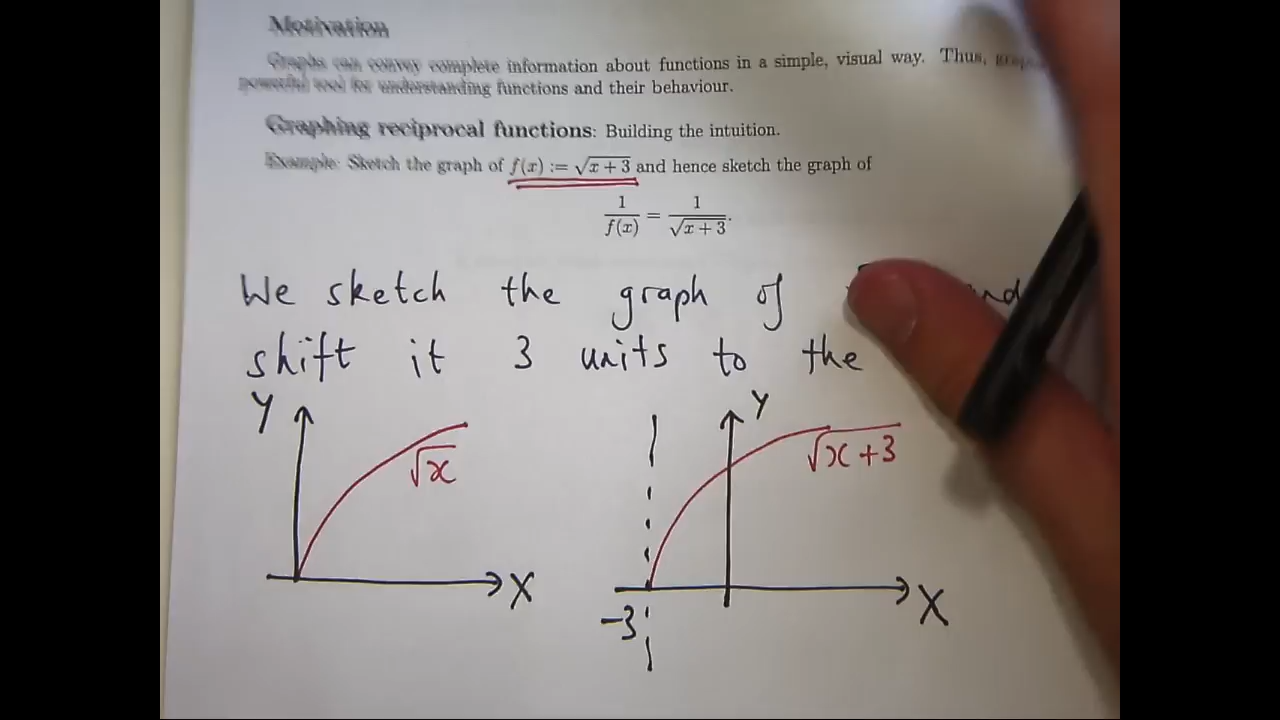 Motivation
Graphs can convey complete information about functions in a simple, visual way. Thus,
powerful tool for understanding functions and their behaviour.
Graphing reciprocal functions: Building the intuition.
Example: Sketch the graph of f(x) := √x + 3 and hence sketch the graph of
1/f(x) = 1/√x + 3.
We sketch the graph of
shift it 3 units to the
Y
Y
√x
√x+3
X
X
-3